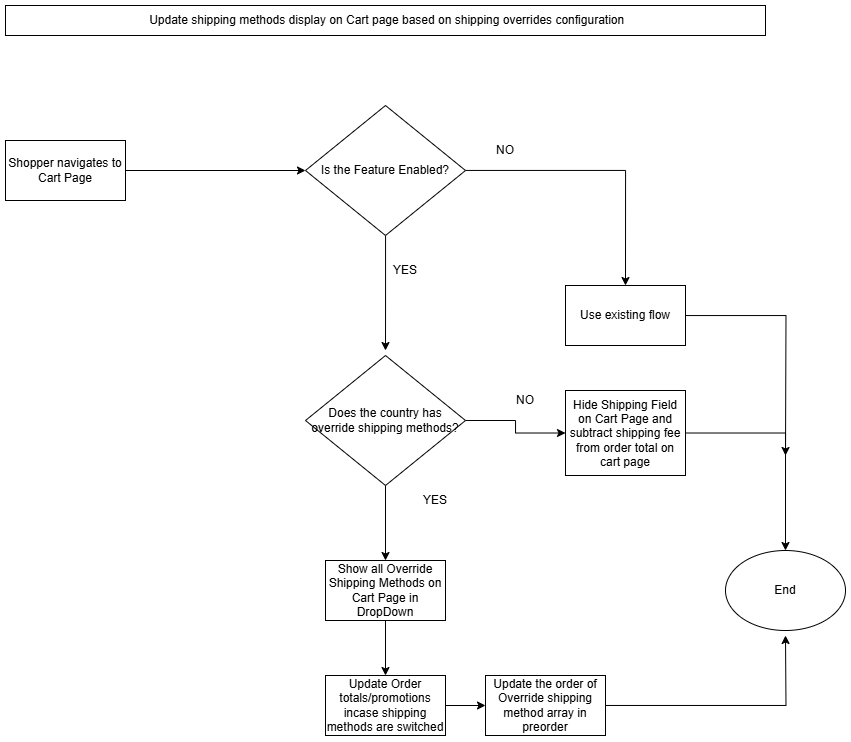 Update shipping methods display on Cart page based on shipping overrides configuration
Shopper navigates to
Cart Page
Is the Feature Enabled?
NO
YES
Use existing flow
Does the country has
override shipping methods?
NO
Hide Shipping Field
on Cart Page and
subtract shipping fee
from order total on
cart page
YES
Show all Override
Shipping Methods on
Cart Page in
DropDown
End
Update Order
totals/promotions
incase shipping
methods are switched
Update the order of
Override shipping
method array in
preorder